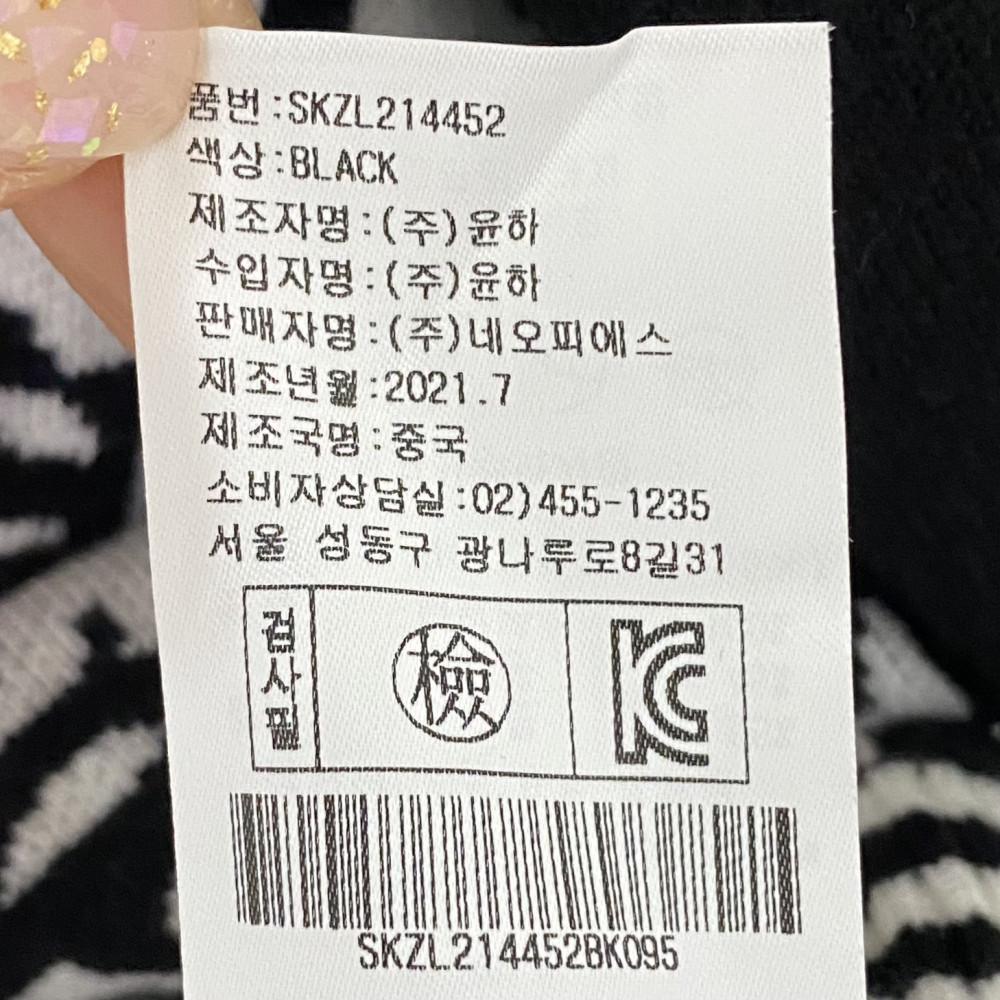 품번:SKZL214452
색상:BLACK
제조자명:(주)윤하
수입자명:(주)윤하
판매자명:(주)네오피에스
제조년월:2021.7
제조국명:중국
소비자상담실:02)455-1235
서울 성동구 광나루로8길31
검사필
檢
KC
SKZL214452BK095